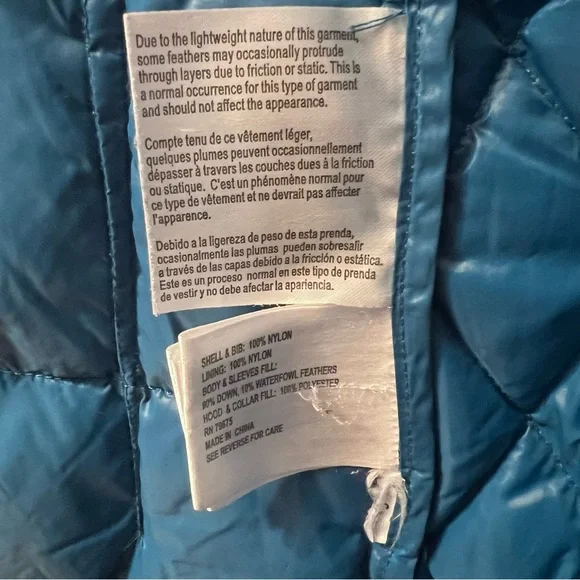 Due to the lightweight nature of this garment,
some feathers may occasionally protrude
through layers due to friction or static. This is
a normal occurrence for this type of garment
and should not affect the appearance.
Compte tenu de ce vêtement léger,
quelques plumes peuvent occasionnellement
dépasser à travers les couches dues à la friction
ou statique. C'est un phénomène normal pour
ce type de vêtement et ne devrait pas affecter
l'apparence.
Debido a la ligereza de peso de esta prenda,
ocasionalmente las plumas pueden sobresalir
a través de las capas debido a la fricción o estática.
Este es un proceso normal en este tipo de prenda
de vestir y no debe afectar la apariencia.
SHELL & BIB: 100% NYLON
LINING: 100% NYLON
BODY & SLEEVES FILL:
90% DOWN, 10% WATERFOWL FEATHERS
HOOD & COLLAR FILL: 100% POLYESTER
RN 79675
MADE IN CHINA
SEE REVERSE FOR CARE